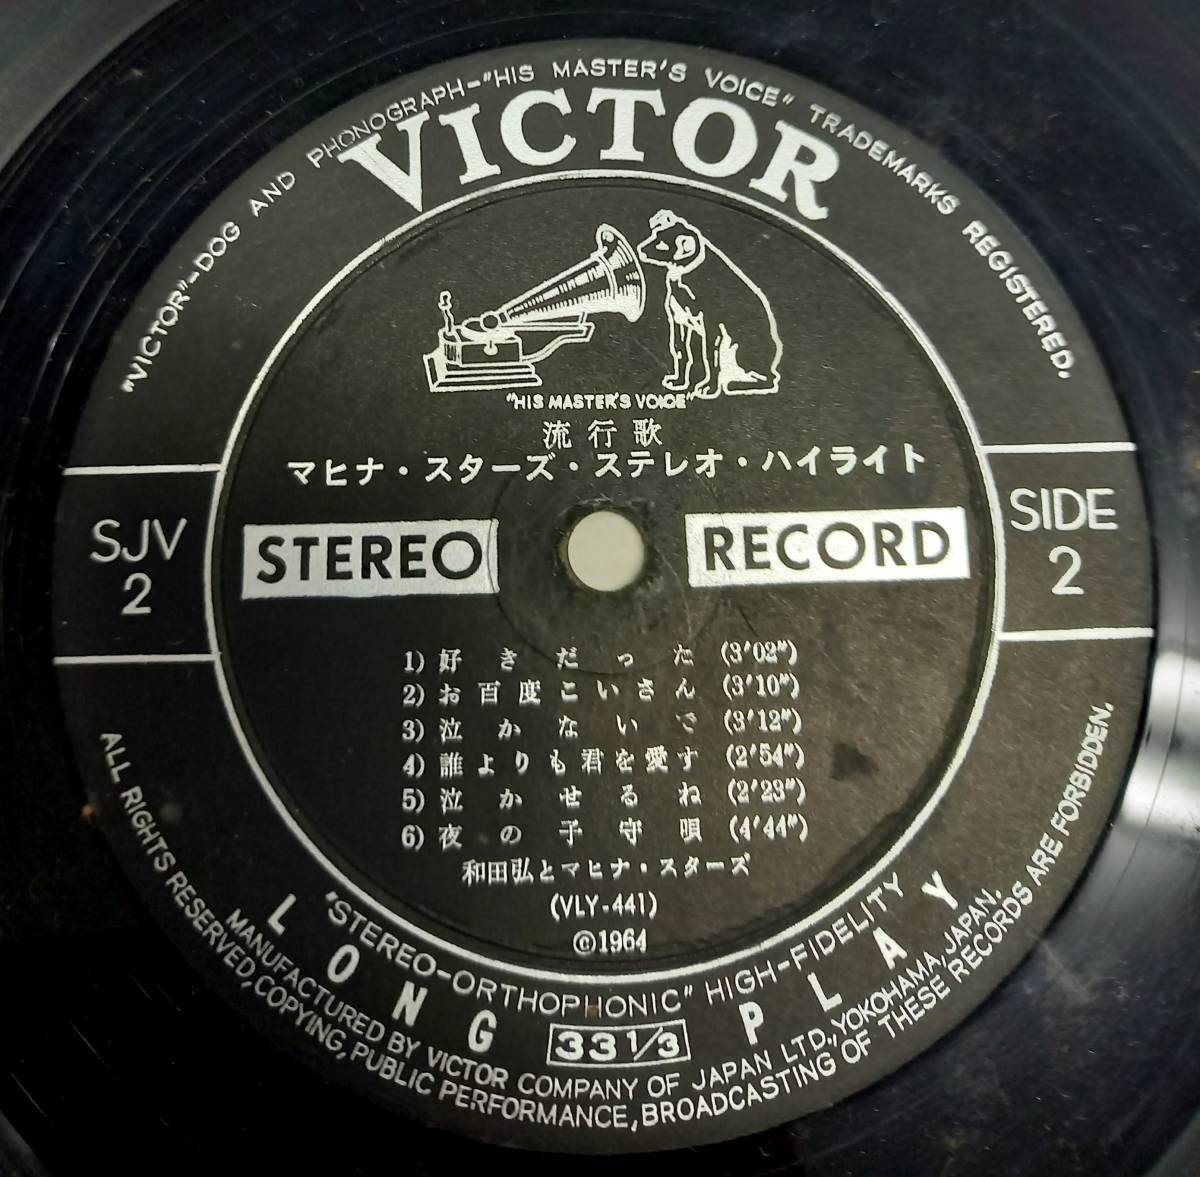 "VICTOR"-DOG AND PHONOGRAPH-"HIS MASTER'S VOICE" TRADEMARKS REGISTERED.
VICTOR
"HIS MASTER'S VOICE"
流行歌
マヒナ・スターズ・ステレオ・ハイライト
SJV
2
STEREO RECORD
SIDE
2
1) 好きだった (3'02")
2) お百度こいさん (3'10")
3) 泣かないで (3'12")
4) 誰よりも君を愛す (2'54")
5) 泣かせるね (2'23")
6) 夜の子守唄 (4'44")
和田弘とマヒナ・スターズ
(VLY-441)
©1964
"STEREO-ORTHOPHONIC" HIGH-FIDELITY
LONG 33 1/3 PLAY
MANUFACTURED BY VICTOR COMPANY OF JAPAN LTD., YOKOHAMA, JAPAN.
ALL RIGHTS RESERVED, COPYING, PUBLIC PERFORMANCE, BROADCASTING OF THESE RECORDS ARE FORBIDDEN.